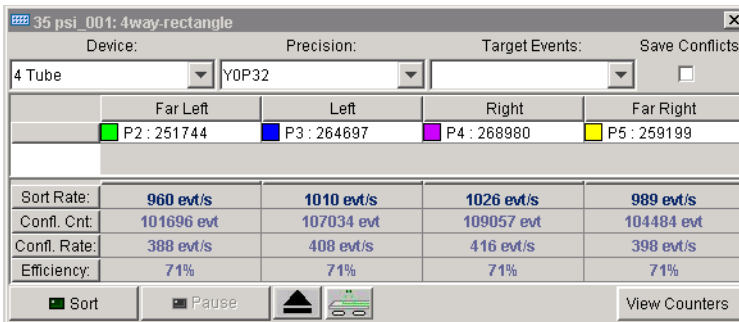 35 psi_001: 4way-rectangle
Device: Precision: Target Events: Save Conflicts
4 Tube Y0P32
Far Left Left Right Far Right
P2 : 251744 P3 : 264697 P4 : 268980 P5 : 259199
Sort Rate: 960 evt/s 1010 evt/s 1026 evt/s 989 evt/s
Confl. Cnt: 101696 evt 107034 evt 109057 evt 104484 evt
Confl. Rate: 388 evt/s 408 evt/s 416 evt/s 398 evt/s
Efficiency: 71% 71% 71% 71%
Sort Pause View Counters